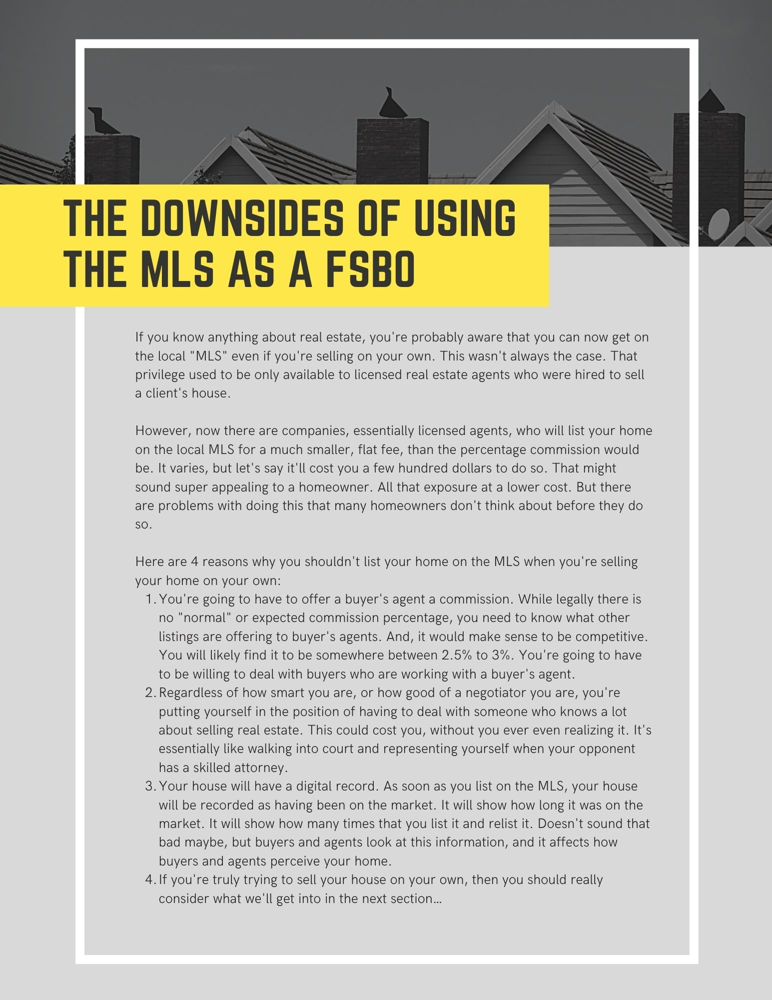 THE DOWNSIDES OF USING
THE MLS AS A FSBO
If you know anything about real estate, you're probably aware that you can now get on
the local "MLS" even if you're selling on your own. This wasn't always the case. That
privilege used to be only available to licensed real estate agents who were hired to sell
a client's house.
However, now there are companies, essentially licensed agents, who will list your home
on the local MLS for a much smaller, flat fee, than the percentage commission would
be. It varies, but let's say it'll cost you a few hundred dollars to do so. That might
sound super appealing to a homeowner. All that exposure at a lower cost. But there
are problems with doing this that many homeowners don't think about before they do
so.
Here are 4 reasons why you shouldn't list your home on the MLS when you're selling
your home on your own:
1. You're going to have to offer a buyer's agent a commission. While legally there is
no "normal" or expected commission percentage, you need to know what other
listings are offering to buyer's agents. And, it would make sense to be competitive.
You will likely find it to be somewhere between 2.5% to 3%. You're going to have
to be willing to deal with buyers who are working with a buyer's agent.
2. Regardless of how smart you are, or how good of a negotiator you are, you're
putting yourself in the position of having to deal with someone who knows a lot
about selling real estate. This could cost you, without you ever even realizing it. It's
essentially like walking into court and representing yourself when your opponent
has a skilled attorney.
3. Your house will have a digital record. As soon as you list on the MLS, your house
will be recorded as having been on the market. It will show how long it was on the
market. It will show how many times that you list it and relist it. Doesn't sound that
bad maybe, but buyers and agents look at this information, and it affects how
buyers and agents perceive your home.
4. If you're truly trying to sell your house on your own, then you should really
consider what we'll get into in the next section...